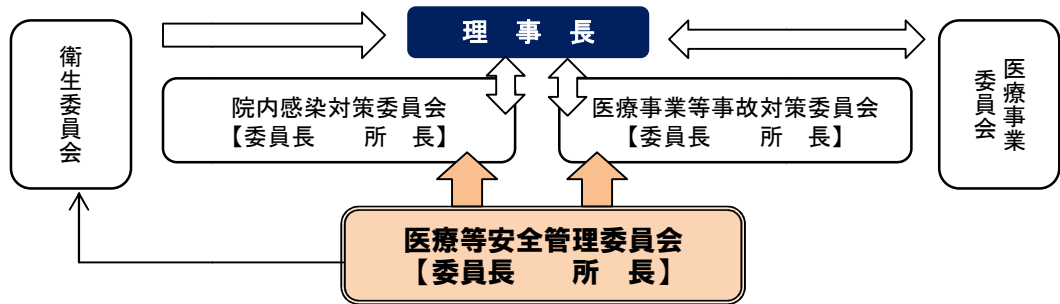 理 事 長
衛生委員会
院内感染対策委員会
【委員長　　所　長】
医療事業等事故対策委員会
【委員長　　所　長】
医療事業
委員会
医療等安全管理委員会
【委員長　　所　長】